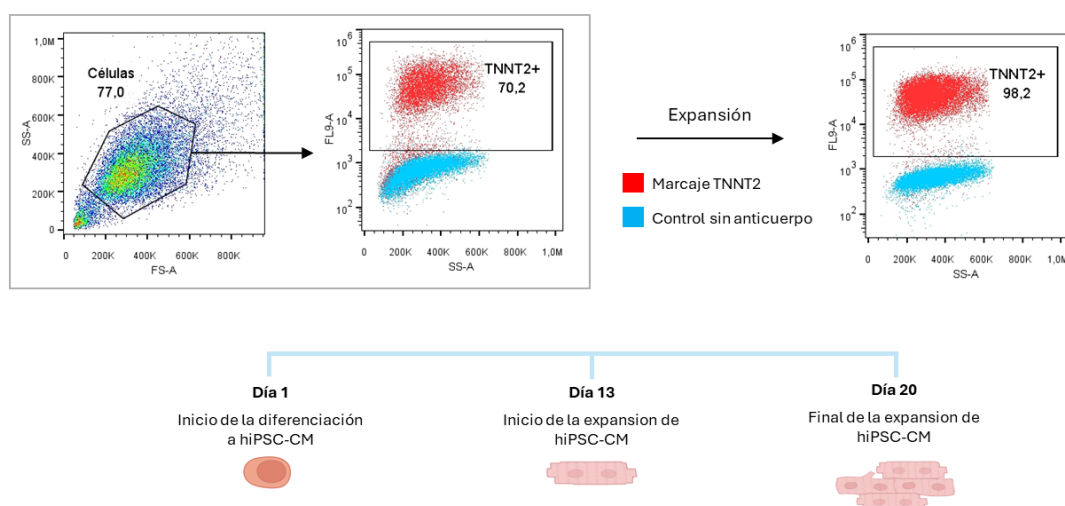 1,0M
800K
600K
400K
200K
0
SS-A
Células
77,0
0
200K
400K
600K
800K
FS-A
10^6
10^5
10^4
10^3
10^2
FL9-A
TNNT2+
70,2
0
200K
400K
600K
800K
1,0M
SS-A
Expansión
Marcaje TNNT2
Control sin anticuerpo
10^6
10^5
10^4
10^3
10^2
FL9-A
TNNT2+
98,2
0
200K
400K
600K
800K
1,0M
SS-A
Día 1
Inicio de la diferenciación
a hiPSC-CM
Día 13
Inicio de la expansion de
hiPSC-CM
Día 20
Final de la expansion de
hiPSC-CM